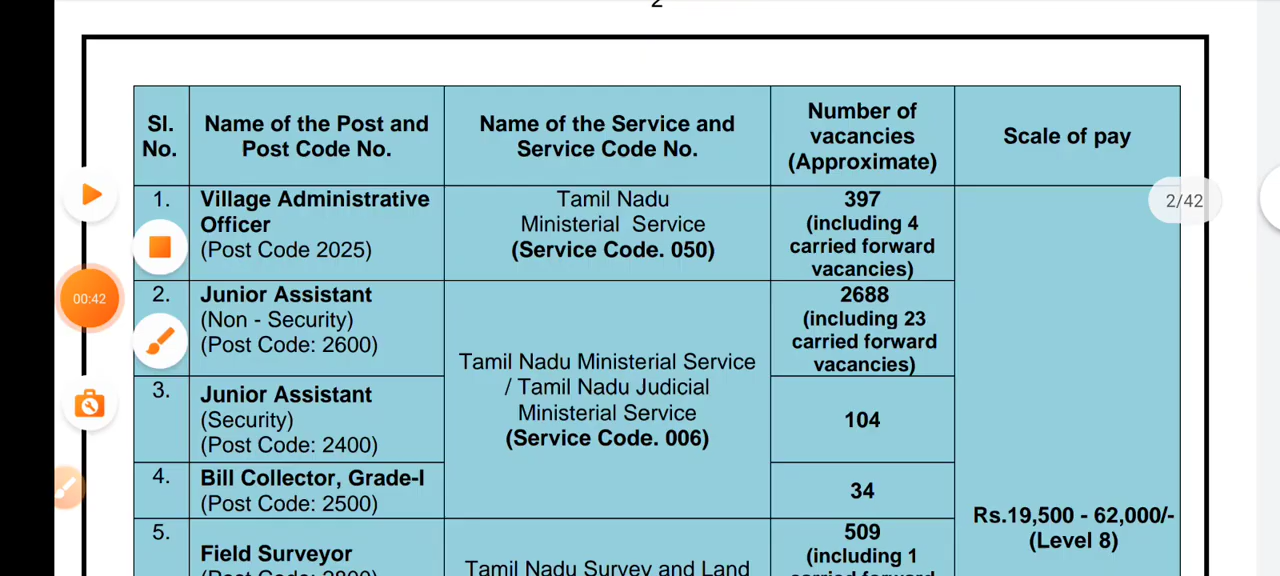 2
Sl.
No.
Name of the Post and
Post Code No.
Name of the Service and
Service Code No.
Number of
vacancies
(Approximate)
Scale of pay
1.
Village Administrative
Officer
(Post Code 2025)
Tamil Nadu
Ministerial Service
(Service Code. 050)
397
(including 4
carried forward
vacancies)
2/42
2.
Junior Assistant
(Non - Security)
(Post Code: 2600)
Tamil Nadu Ministerial Service
/ Tamil Nadu Judicial
Ministerial Service
(Service Code. 006)
2688
(including 23
carried forward
vacancies)
00:42
3.
Junior Assistant
(Security)
(Post Code: 2400)
104
4.
Bill Collector, Grade-I
(Post Code: 2500)
34
5.
Field Surveyor
(Post Code: 2800)
Tamil Nadu Survey and Land
509
(including 1
carried forward
Rs.19,500 - 62,000/-
(Level 8)